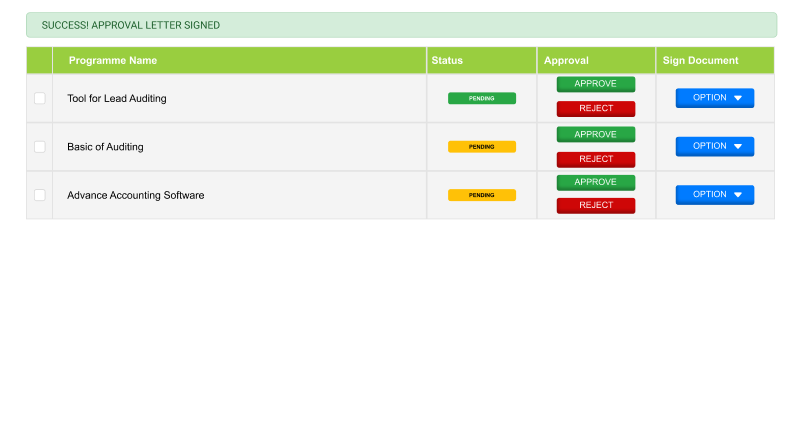 SUCCESS! APPROVAL LETTER SIGNED
Programme Name Status Approval Sign Document
Tool for Lead Auditing PENDING APPROVE REJECT OPTION
Basic of Auditing PENDING APPROVE REJECT OPTION
Advance Accounting Software PENDING APPROVE REJECT OPTION